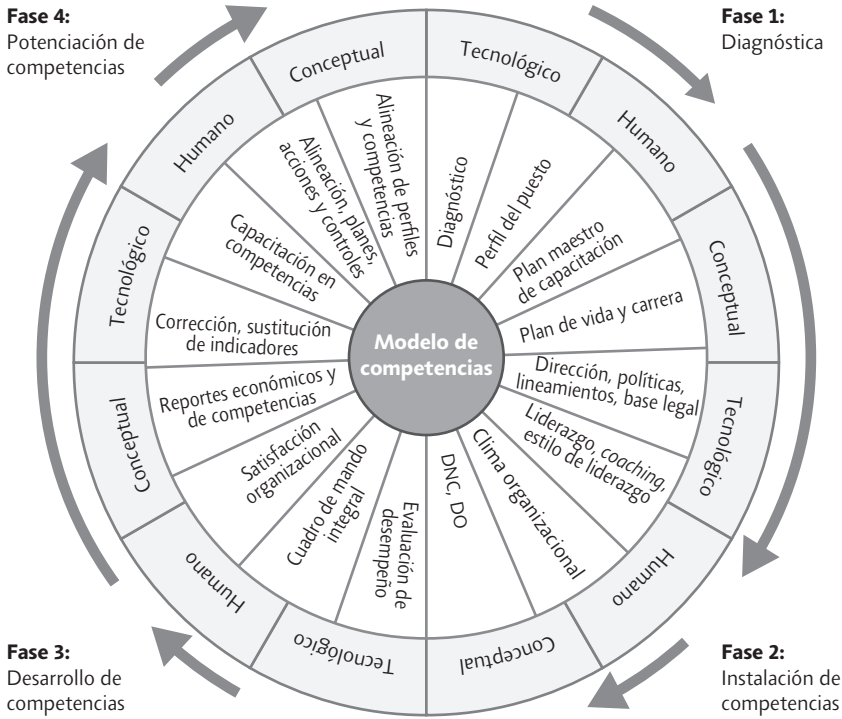 Fase 4:
Potenciación de
competencias
Fase 1:
Diagnóstica
Conceptual
Tecnológico
Humano
Humano
Tecnológico
Conceptual
Alineación de perfiles
y competencias
Alineación, planes,
acciones y controles
Diagnóstico
Perfil del puesto
Capacitación en
competencias
Plan maestro
de capacitación
Plan de vida y carrera
Corrección, sustitución
de indicadores
Modelo de
competencias
Dirección, políticas,
lineamientos, base legal
Reportes económicos y
de competencias
Liderazgo, coaching,
estilo de liderazgo
Satisfacción
organizacional
Clima organizacional
Cuadro de mando
integral
DNC, DO
Evaluación de
desempeño
Conceptual
Tecnológico
Humano
Humano
Tecnológico
Conceptual
Fase 3:
Desarrollo de
competencias
Fase 2:
Instalación de
competencias